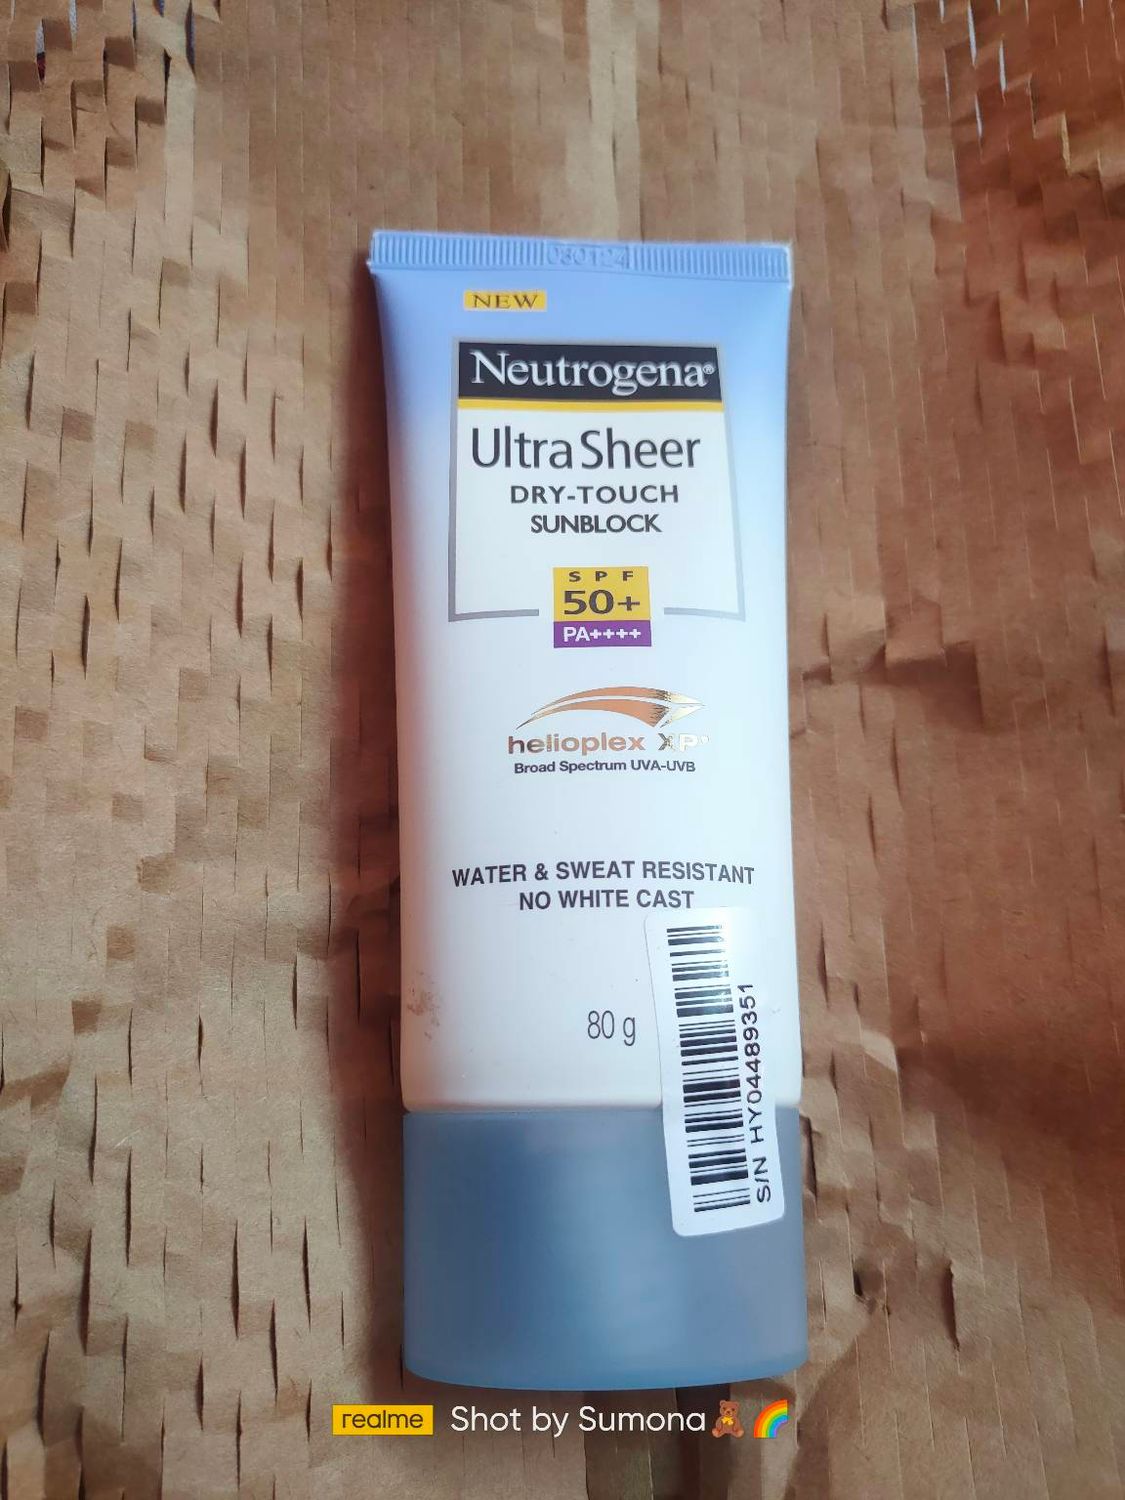 080124
NEW
Neutrogena®
Ultra Sheer
DRY-TOUCH
SUNBLOCK
SPF
50+
PA++++
helioplex XP®
Broad Spectrum UVA-UVB
WATER & SWEAT RESISTANT
NO WHITE CAST
80 g
S/N HY04489351
realme Shot by Sumona🧸🌈